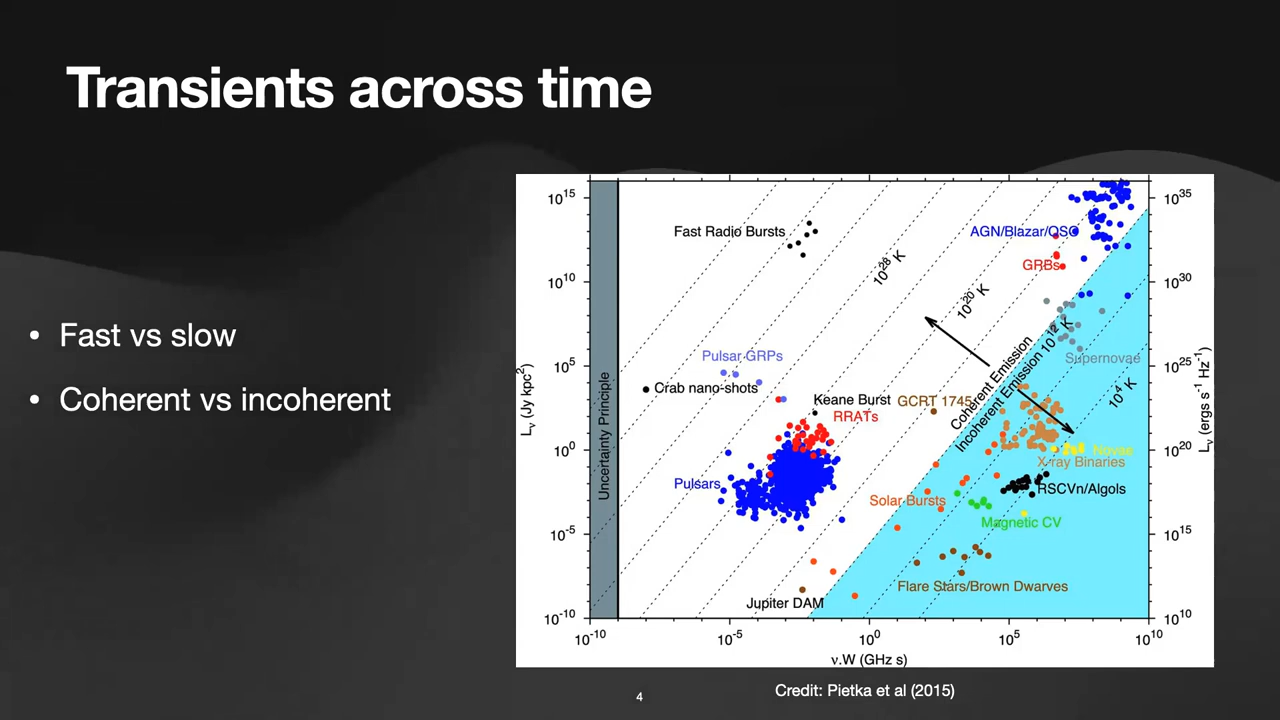 Transients across time
• Fast vs slow
• Coherent vs incoherent
10^15
10^10
10^5
10^0
10^-5
10^-10
L_ν (Jy kpc²)
10^35
10^30
10^25
10^20
10^15
10^10
L_ν (ergs s⁻¹ Hz⁻¹)
Uncertainty Principle
Fast Radio Bursts
AGN/Blazar/QSO
GRBs
10^28 K
10^20 K
Coherent Emission
Incoherent Emission 10^12 K
Supernovae
10^4 K
Pulsar GRPs
Crab nano-shots
Keane Burst
GCRT 1745
RRATs
Novae
X-ray Binaries
Pulsars
Solar Bursts
RSCVn/Algols
Magnetic CV
Flare Stars/Brown Dwarves
Jupiter DAM
10^-10
10^-5
10^0
10^5
10^10
ν.W (GHz s)
Credit: Pietka et al (2015)
4